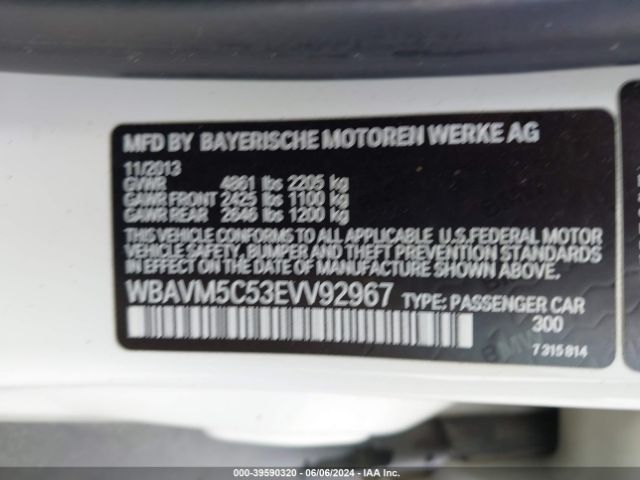 MFD BY BAYERISCHE MOTOREN WERKE AG
11/2013
GVWR 4861 lbs 2205 kg
GAWR FRONT 2425 lbs 1100 kg
GAWR REAR 2646 lbs 1200 kg
THIS VEHICLE CONFORMS TO ALL APPLICABLE U.S.FEDERAL MOTOR
VEHICLE SAFETY, BUMPER AND THEFT PREVENTION STANDARDS
IN EFFECT ON THE DATE OF MANUFACTURE SHOWN ABOVE.
WBAVM5C53EVV92967 TYPE: PASSENGER CAR
300
7 315 814
© - 39590320 - 06/06/2024 - IAA Inc.